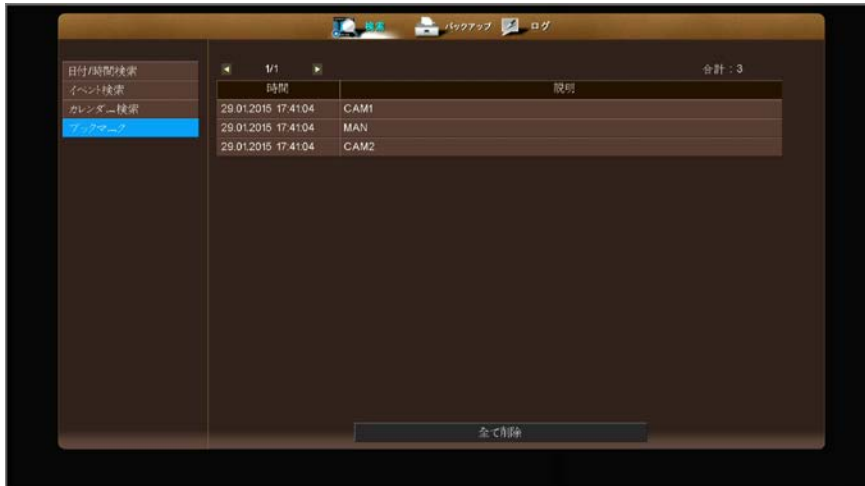 検索 バックアップ ログ
日付/時間検索
イベント検索
カレンダー検索
ブックマーク
1/1 合計：3
時間 説明
29.01.2015 17:41:04 CAM1
29.01.2015 17:41:04 MAN
29.01.2015 17:41:04 CAM2
全て削除